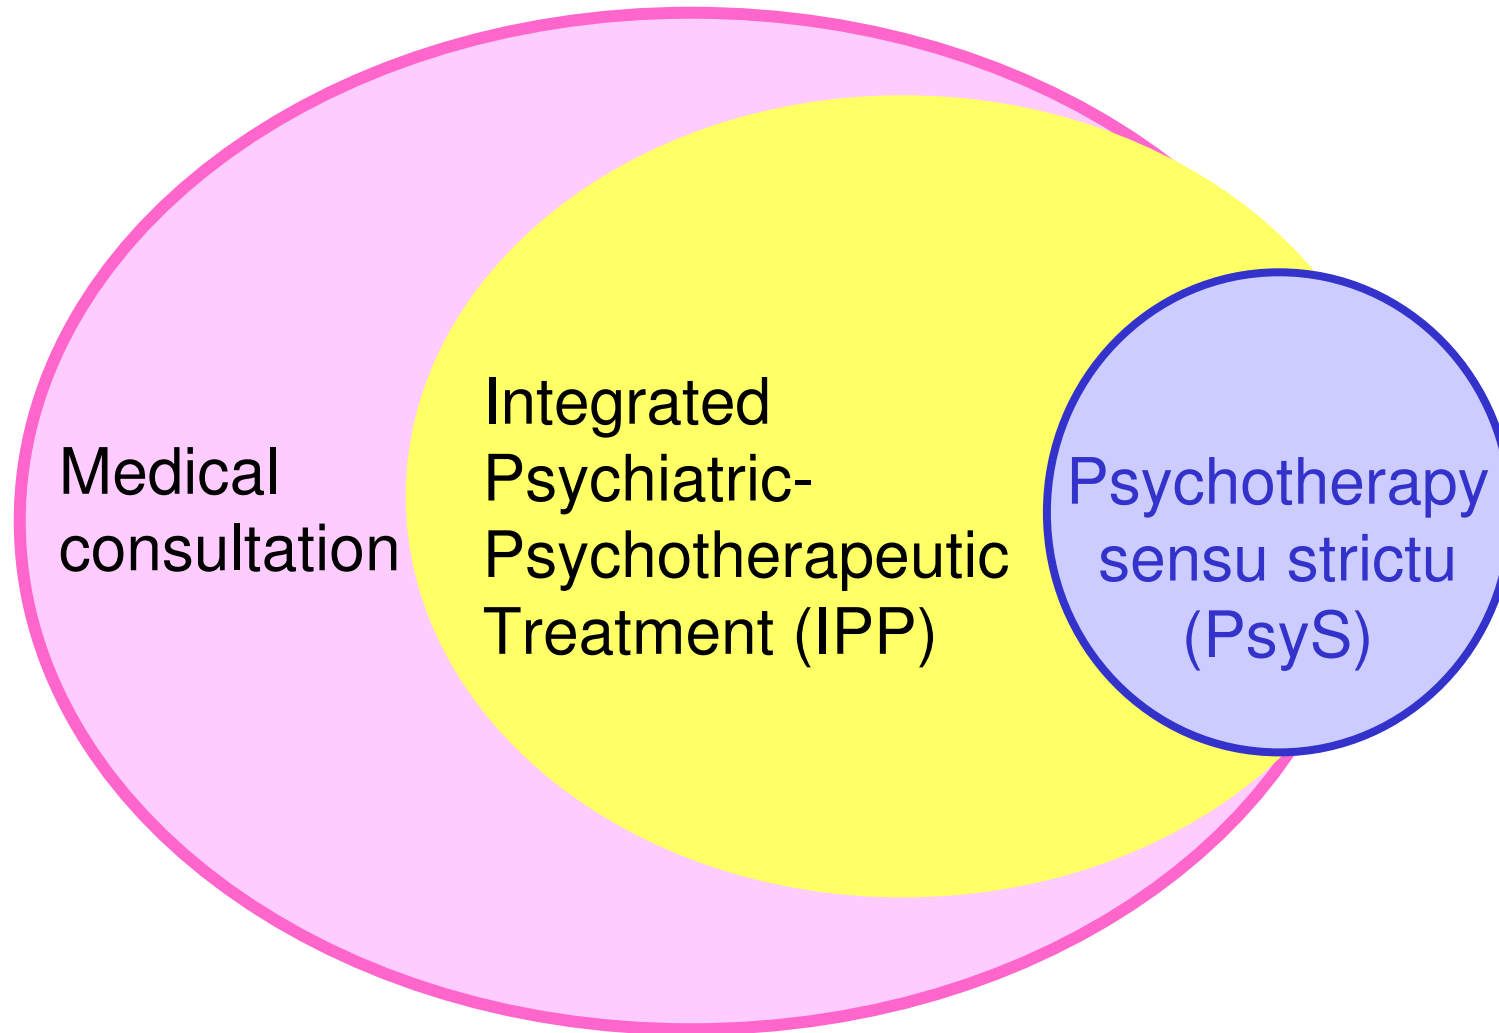 Medical
consultation
Integrated
Psychiatric-
Psychotherapeutic
Treatment (IPP)
Psychotherapy
sensu strictu
(PsyS)